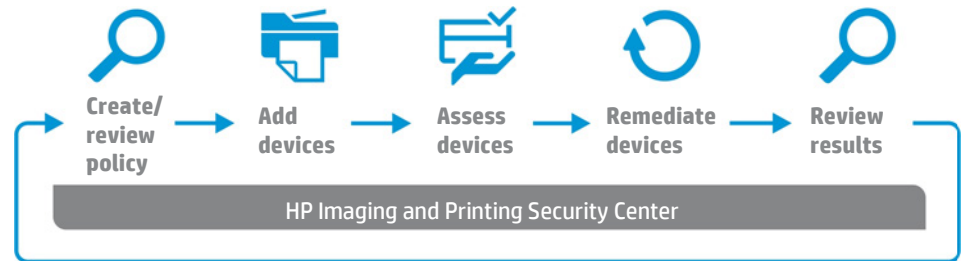 Create/
review
policy
Add
devices
Assess
devices
Remediate
devices
Review
results
HP Imaging and Printing Security Center